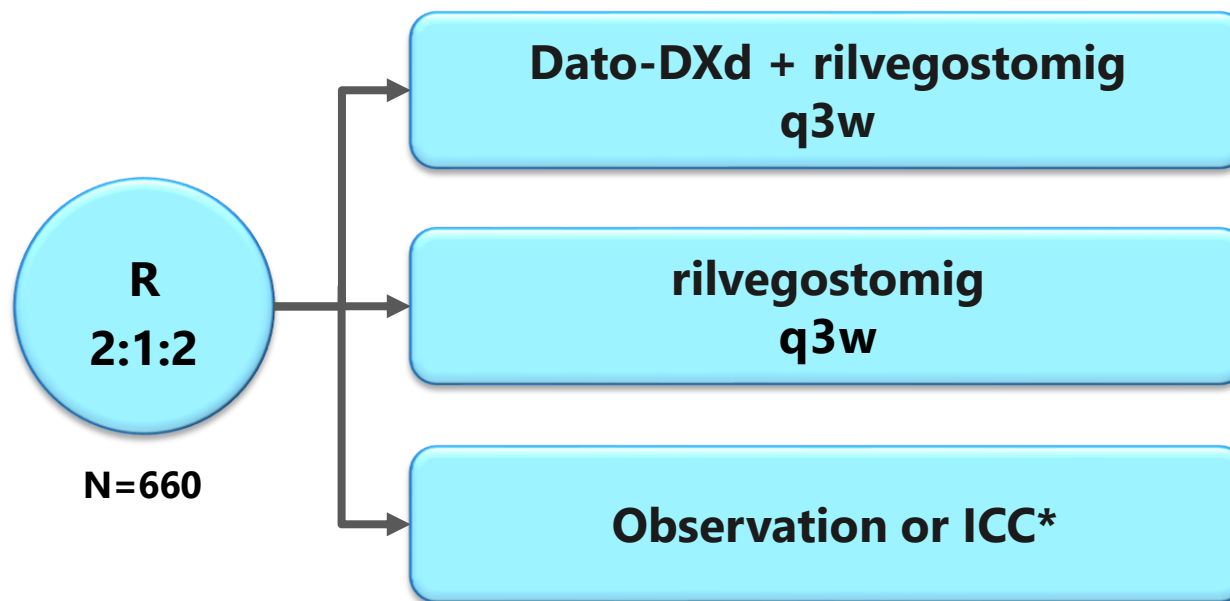 Dato-DXd + rilvegostomig
q3w
R
2:1:2
N=660
rilvegostomig
q3w
Observation or ICC*